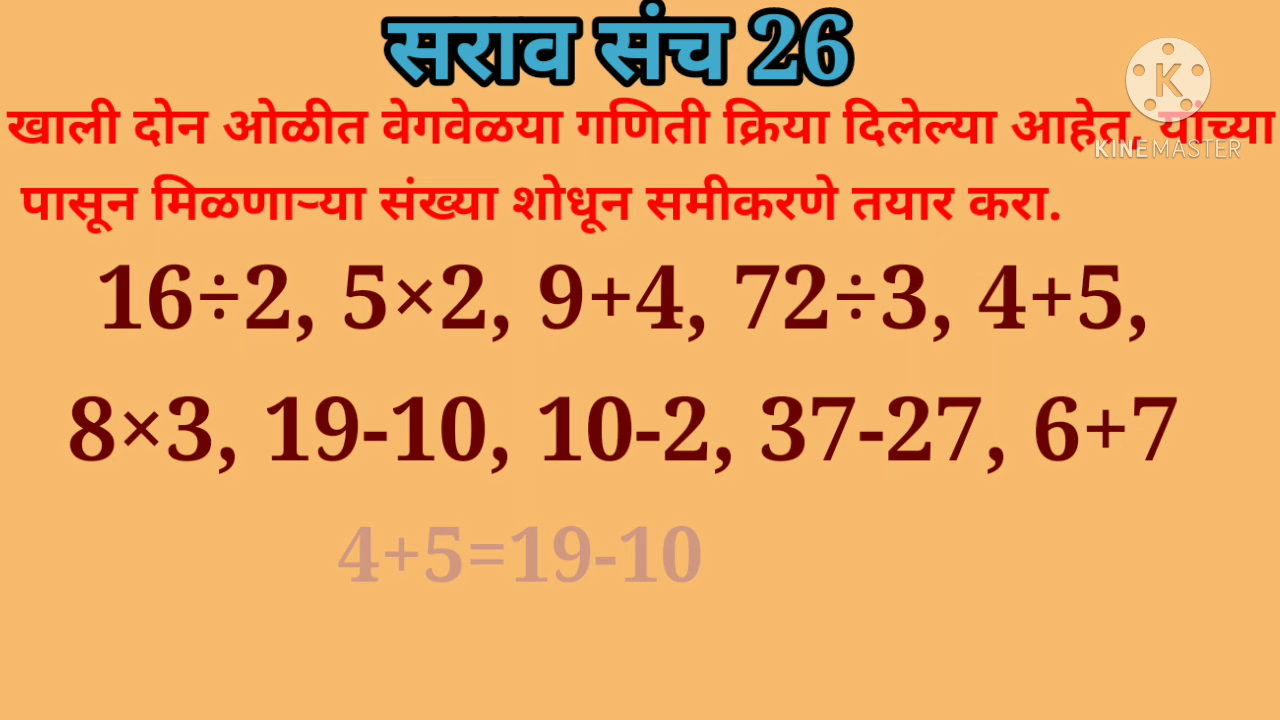 सराव संच 26
K
KINEMASTER
खाली दोन ओळीत वेगवेळया गणिती क्रिया दिलेल्या आहेत, यांच्या
पासून मिळणाऱ्या संख्या शोधून समीकरणे तयार करा.
16÷2, 5×2, 9+4, 72÷3, 4+5,
8×3, 19-10, 10-2, 37-27, 6+7
4+5=19-10